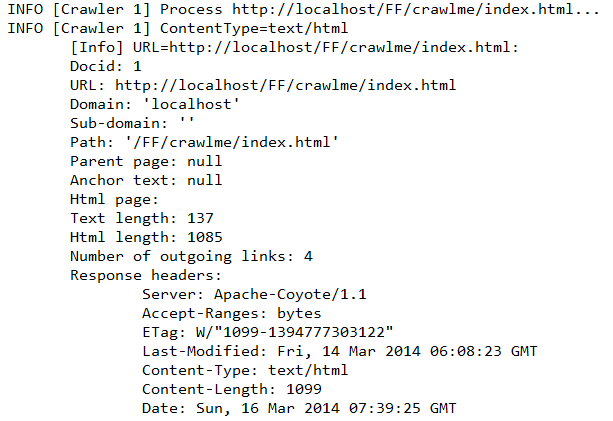 INFO [Crawler 1] Process http://localhost/FF/crawlme/index.html...
INFO [Crawler 1] ContentType=text/html
[Info] URL=http://localhost/FF/crawlme/index.html:
Docid: 1
URL: http://localhost/FF/crawlme/index.html
Domain: 'localhost'
Sub-domain: ''
Path: '/FF/crawlme/index.html'
Parent page: null
Anchor text: null
Html page:
Text length: 137
Html length: 1085
Number of outgoing links: 4
Response headers:
Server: Apache-Coyote/1.1
Accept-Ranges: bytes
ETag: W/"1099-1394777303122"
Last-Modified: Fri, 14 Mar 2014 06:08:23 GMT
Content-Type: text/html
Content-Length: 1099
Date: Sun, 16 Mar 2014 07:39:25 GMT